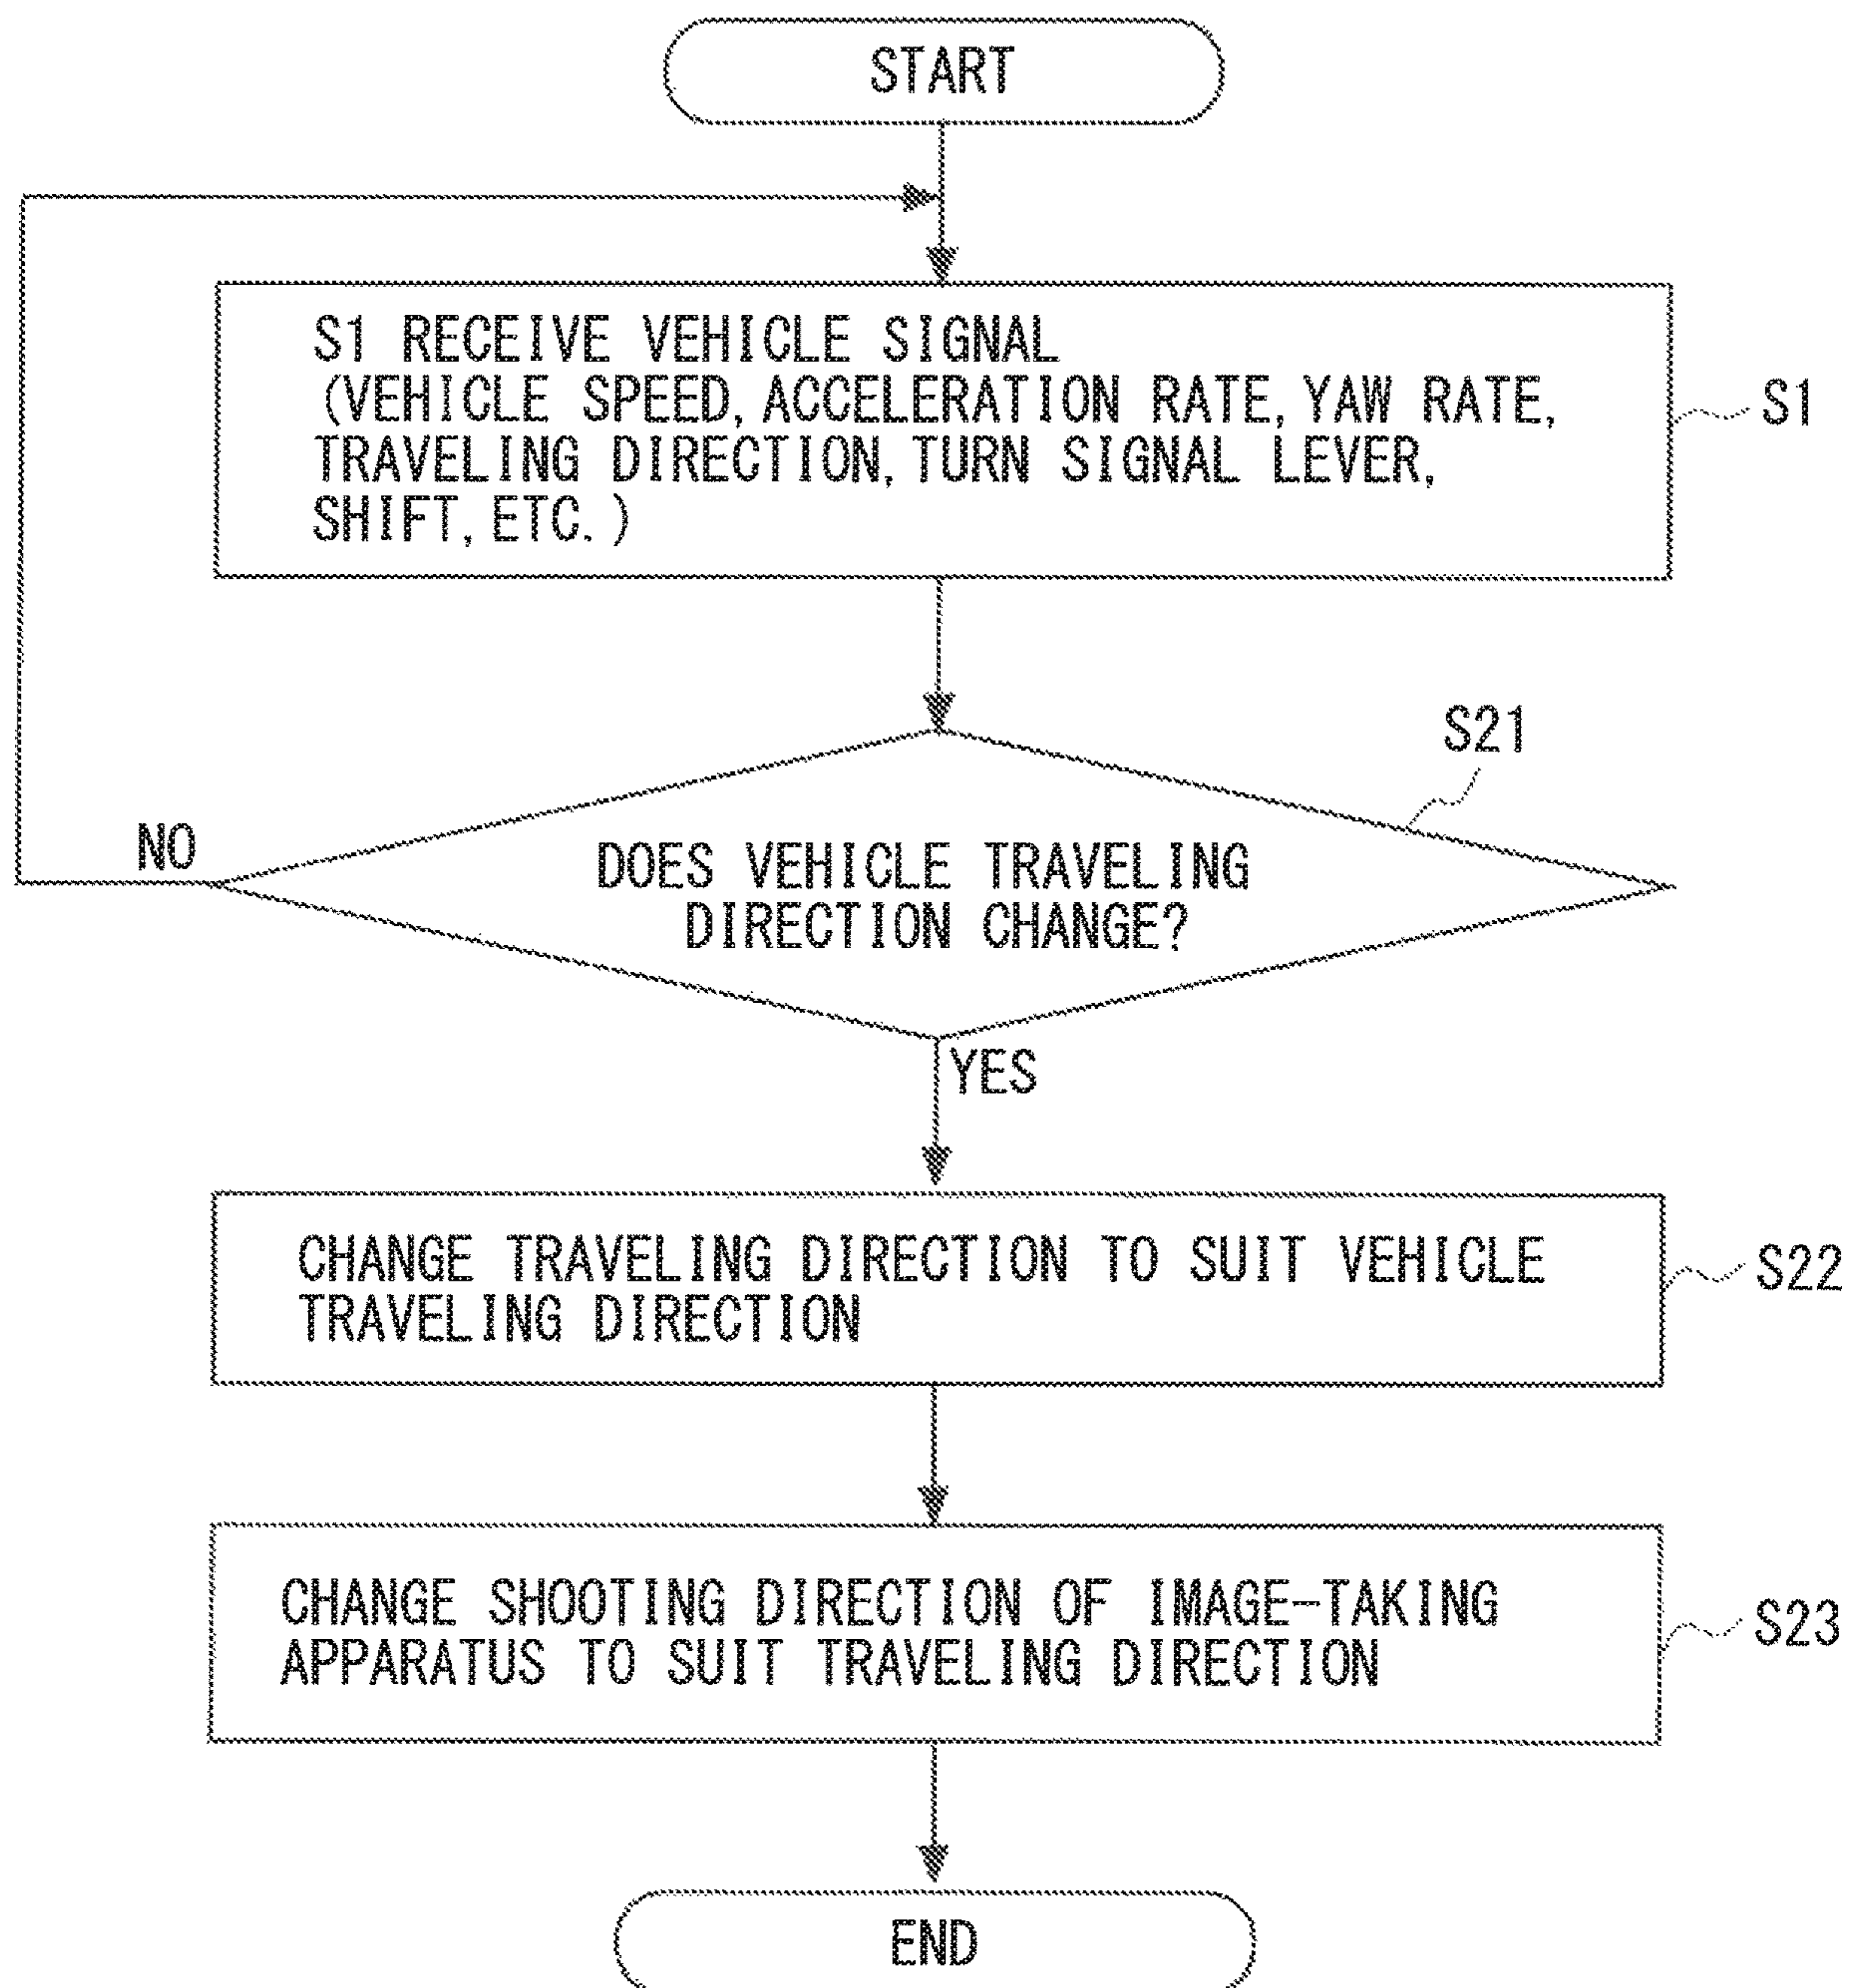 START
S1 RECEIVE VEHICLE SIGNAL
(VEHICLE SPEED, ACCELERATION RATE, YAW RATE,
TRAVELING DIRECTION, TURN SIGNAL LEVER,
SHIFT, ETC.)
S1
S21
NO
DOES VEHICLE TRAVELING
DIRECTION CHANGE?
YES
CHANGE TRAVELING DIRECTION TO SUIT VEHICLE
TRAVELING DIRECTION
S22
CHANGE SHOOTING DIRECTION OF IMAGE-TAKING
APPARATUS TO SUIT TRAVELING DIRECTION
S23
END